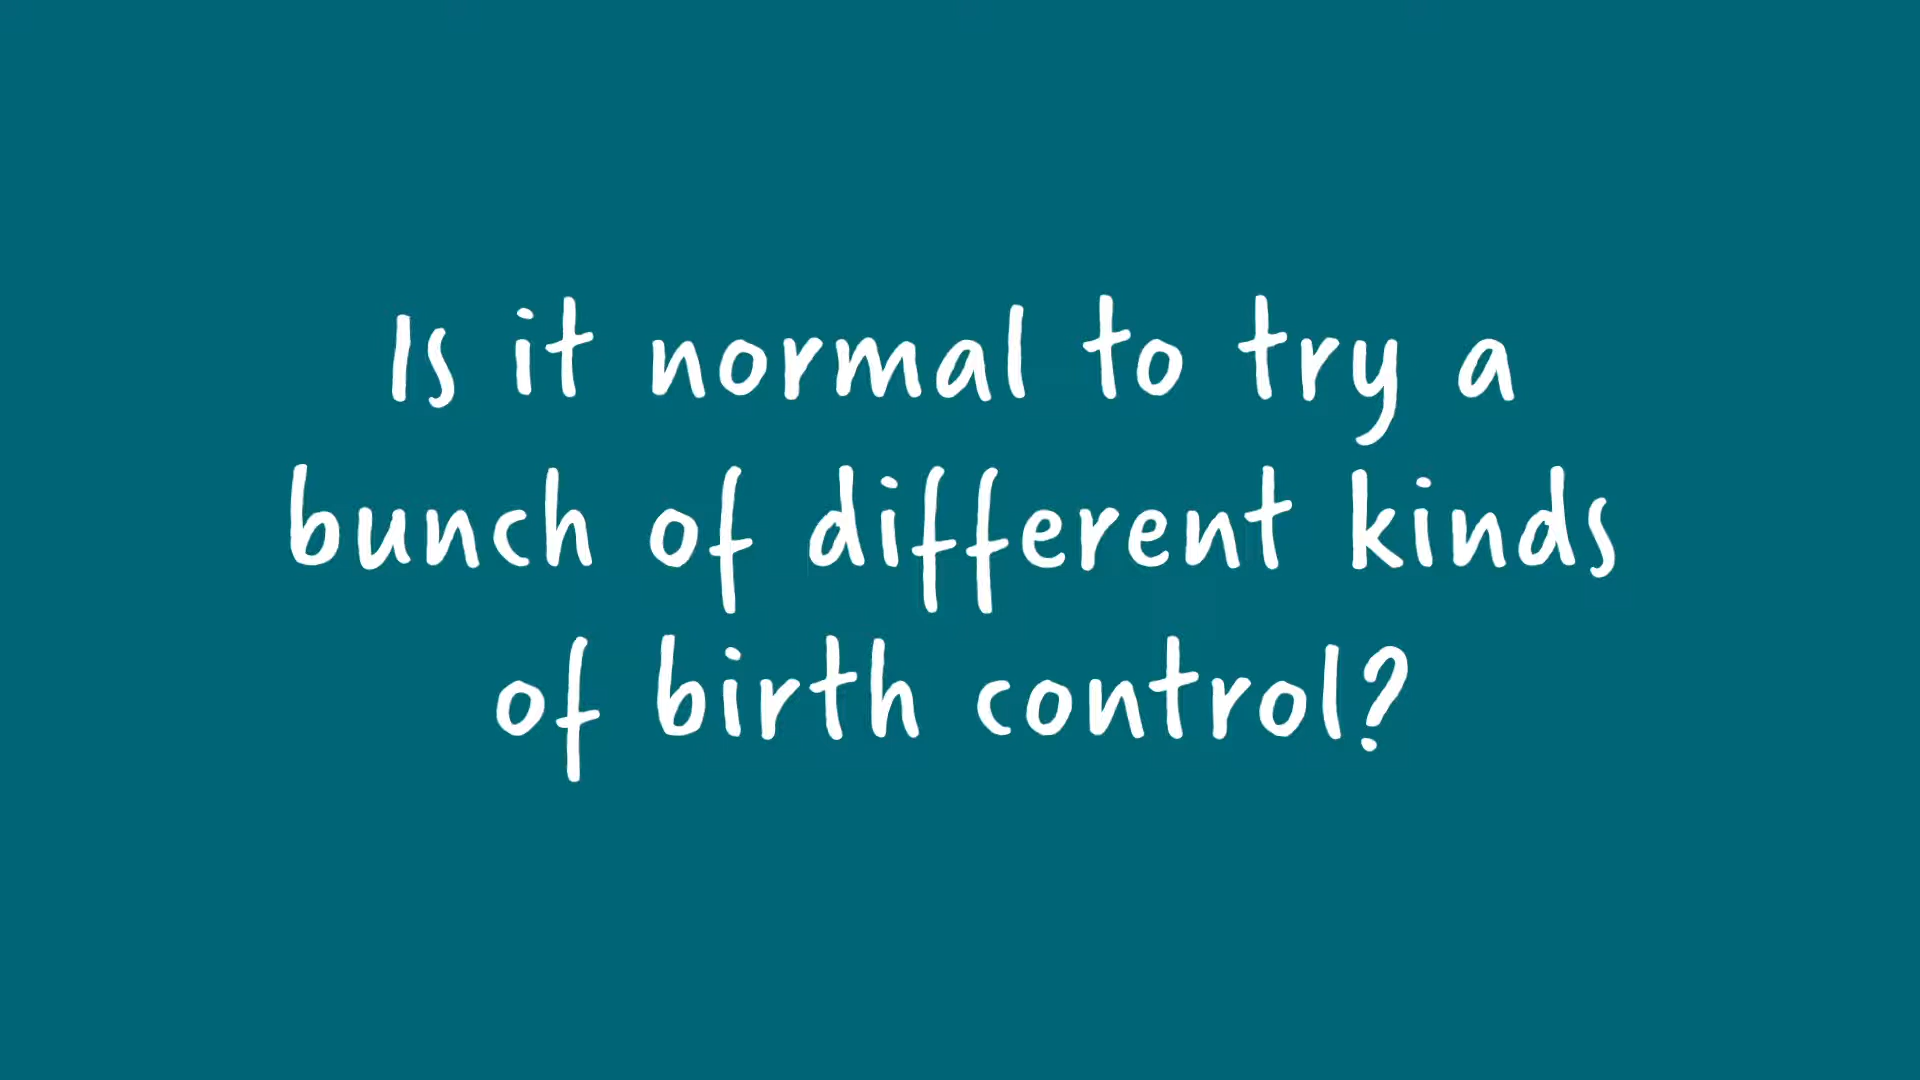 Is it normal to try a
bunch of different kinds
of birth control?